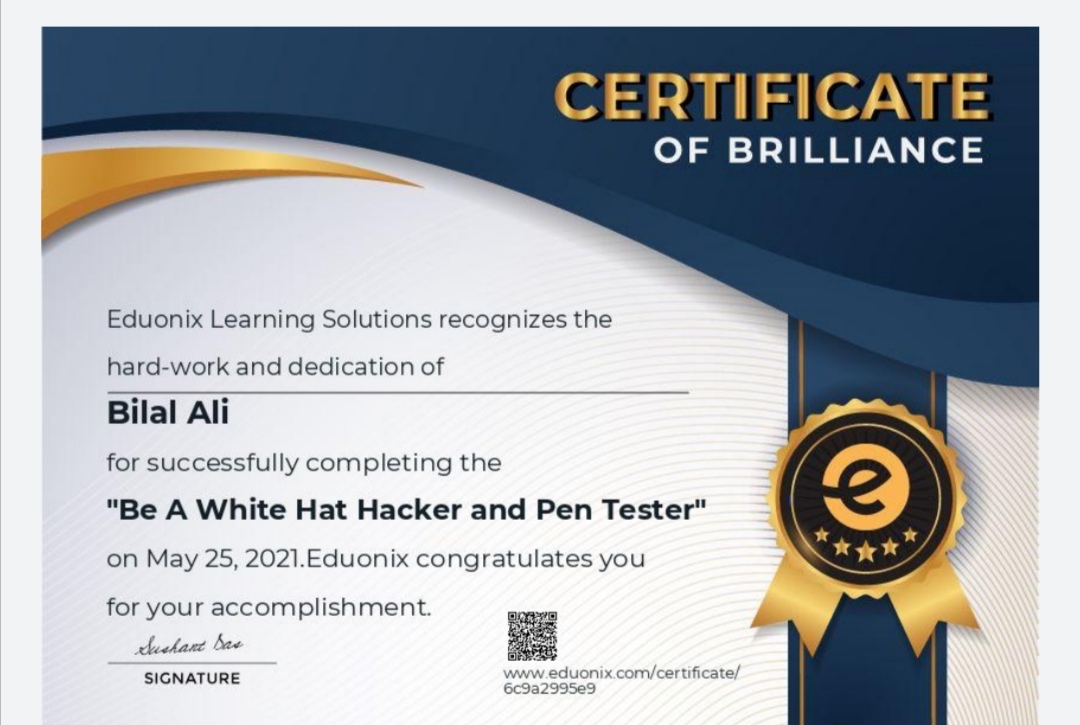 CERTIFICATE
OF BRILLIANCE
Eduonix Learning Solutions recognizes the
hard-work and dedication of
Bilal Ali
for successfully completing the
"Be A White Hat Hacker and Pen Tester"
on May 25, 2021.Eduonix congratulates you
for your accomplishment.
Sushant Das
SIGNATURE
www.eduonix.com/certificate/
6c9a2995e9
e